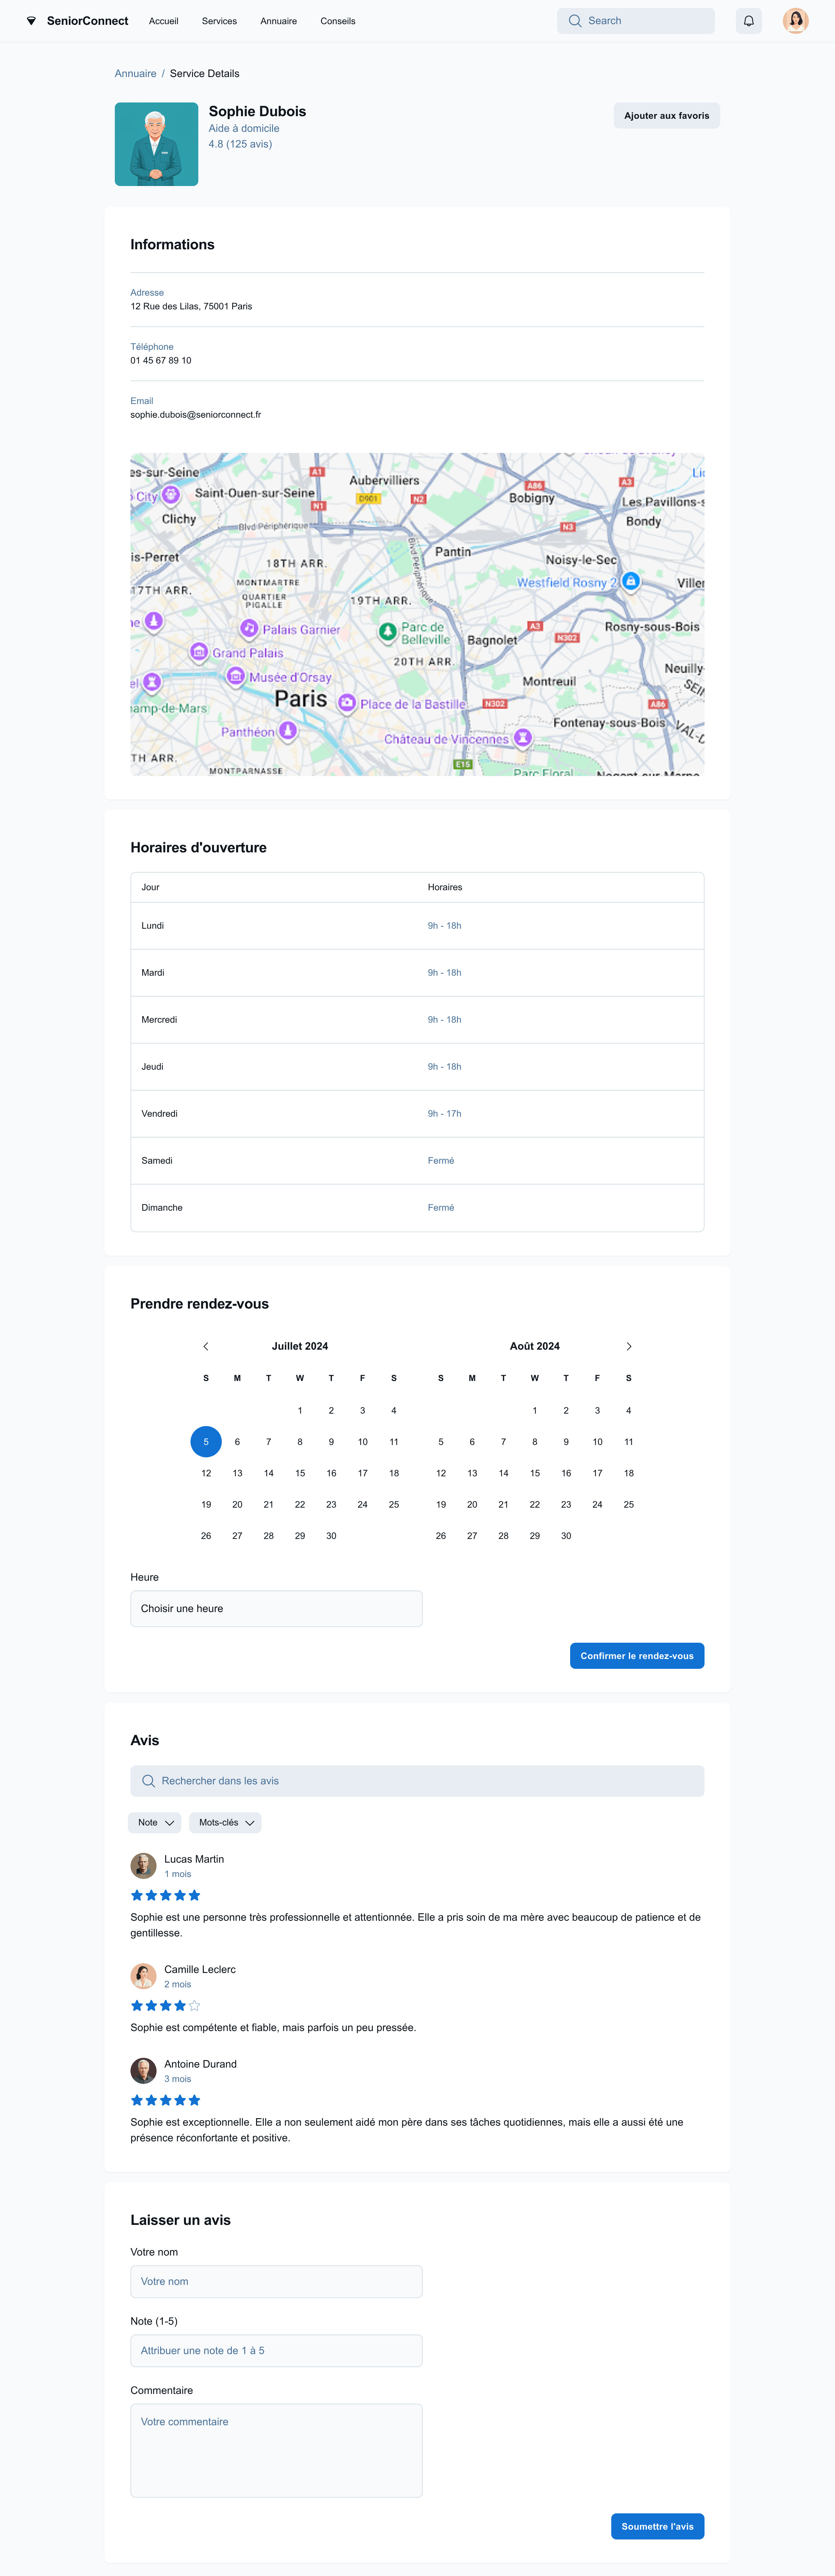 SeniorConnect Accueil Services Annuaire Conseils Search
Annuaire / Service Details
Sophie Dubois
Aide à domicile
4.8 (125 avis)
Ajouter aux favoris
Informations
Adresse
12 Rue des Lilas, 75001 Paris
Téléphone
01 45 67 89 10
Email
sophie.dubois@seniorconnect.fr
es-sur-Seine
City
Saint-Ouen-sur-Seine
A1
Aubervilliers
D901
N2
N1
A86
Bobigny
A3
Les Pavillons-s
Clichy
Blvd Périphérique
Blvd Périphérique
Bondy
N3
is-Perret
Pantin
Noisy-le-Sec
18TH ARR.
MONTMARTRE
17TH ARR.
QUARTIER
PIGALLE
19TH ARR.
Westfield Rosny 2
Viller
Palais Garnier
Parc de
Belleville
A3
Rosny-sous-Bois
Grand Palais
Bagnolet
N302
20TH ARR.
Musée d'Orsay
Montreuil
Neuilly-
amp-de-Mars
Paris
Place de la Bastille
N302
A86
Fontenay-sous-Bois
VAL-D
Panthéon
Château de Vincennes
TH ARR.
MONTPARNASSE
E15
Parc Floral
Nogent-sur-Marne
Horaires d'ouverture
Jour Horaires
Lundi 9h - 18h
Mardi 9h - 18h
Mercredi 9h - 18h
Jeudi 9h - 18h
Vendredi 9h - 17h
Samedi Fermé
Dimanche Fermé
Prendre rendez-vous
Juillet 2024
S M T W T F S
1 2 3 4
5 6 7 8 9 10 11
12 13 14 15 16 17 18
19 20 21 22 23 24 25
26 27 28 29 30
Août 2024
S M T W T F S
1 2 3 4
5 6 7 8 9 10 11
12 13 14 15 16 17 18
19 20 21 22 23 24 25
26 27 28 29 30
Heure
Choisir une heure
Confirmer le rendez-vous
Avis
Rechercher dans les avis
Note Mots-clés
Lucas Martin
1 mois
Sophie est une personne très professionnelle et attentionnée. Elle a pris soin de ma mère avec beaucoup de patience et de
gentillesse.
Camille Leclerc
2 mois
Sophie est compétente et fiable, mais parfois un peu pressée.
Antoine Durand
3 mois
Sophie est exceptionnelle. Elle a non seulement aidé mon père dans ses tâches quotidiennes, mais elle a aussi été une
présence réconfortante et positive.
Laisser un avis
Votre nom
Votre nom
Note (1-5)
Attribuer une note de 1 à 5
Commentaire
Votre commentaire
Soumettre l'avis